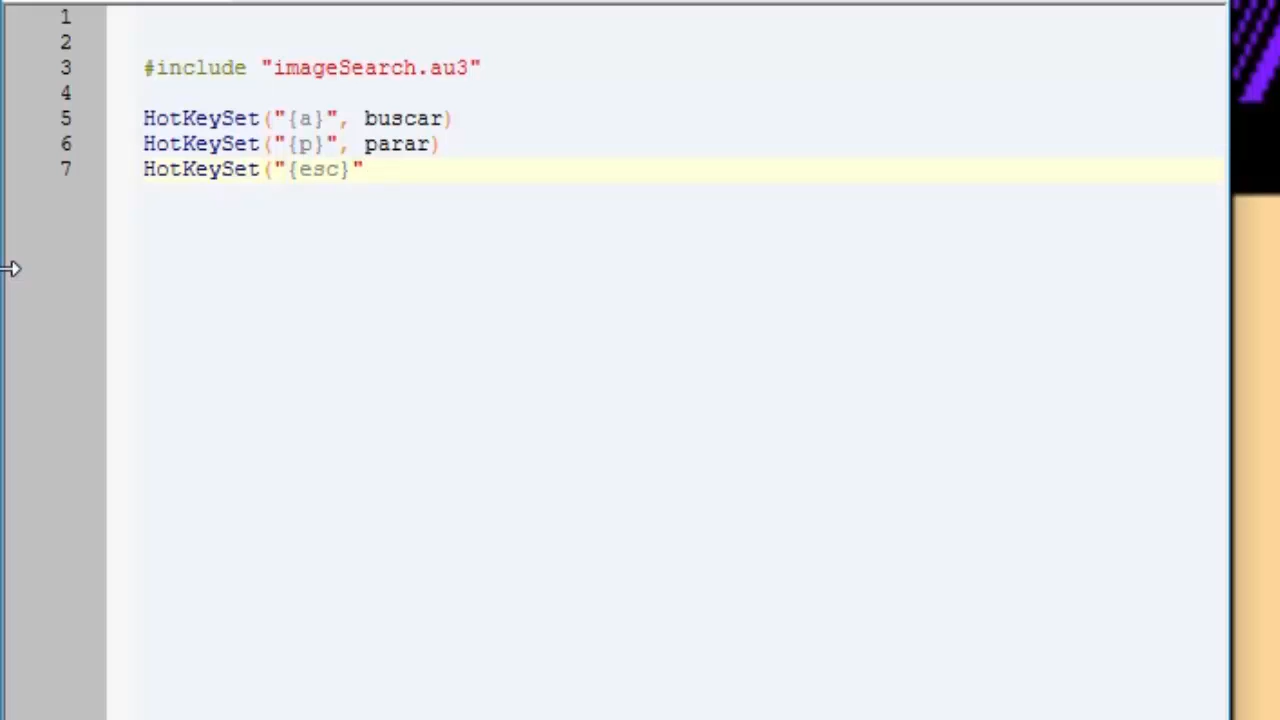 1
2
3 #include "imageSearch.au3"
4
5 HotKeySet("{a}", buscar)
6 HotKeySet("{p}", parar)
7 HotKeySet("{esc}"